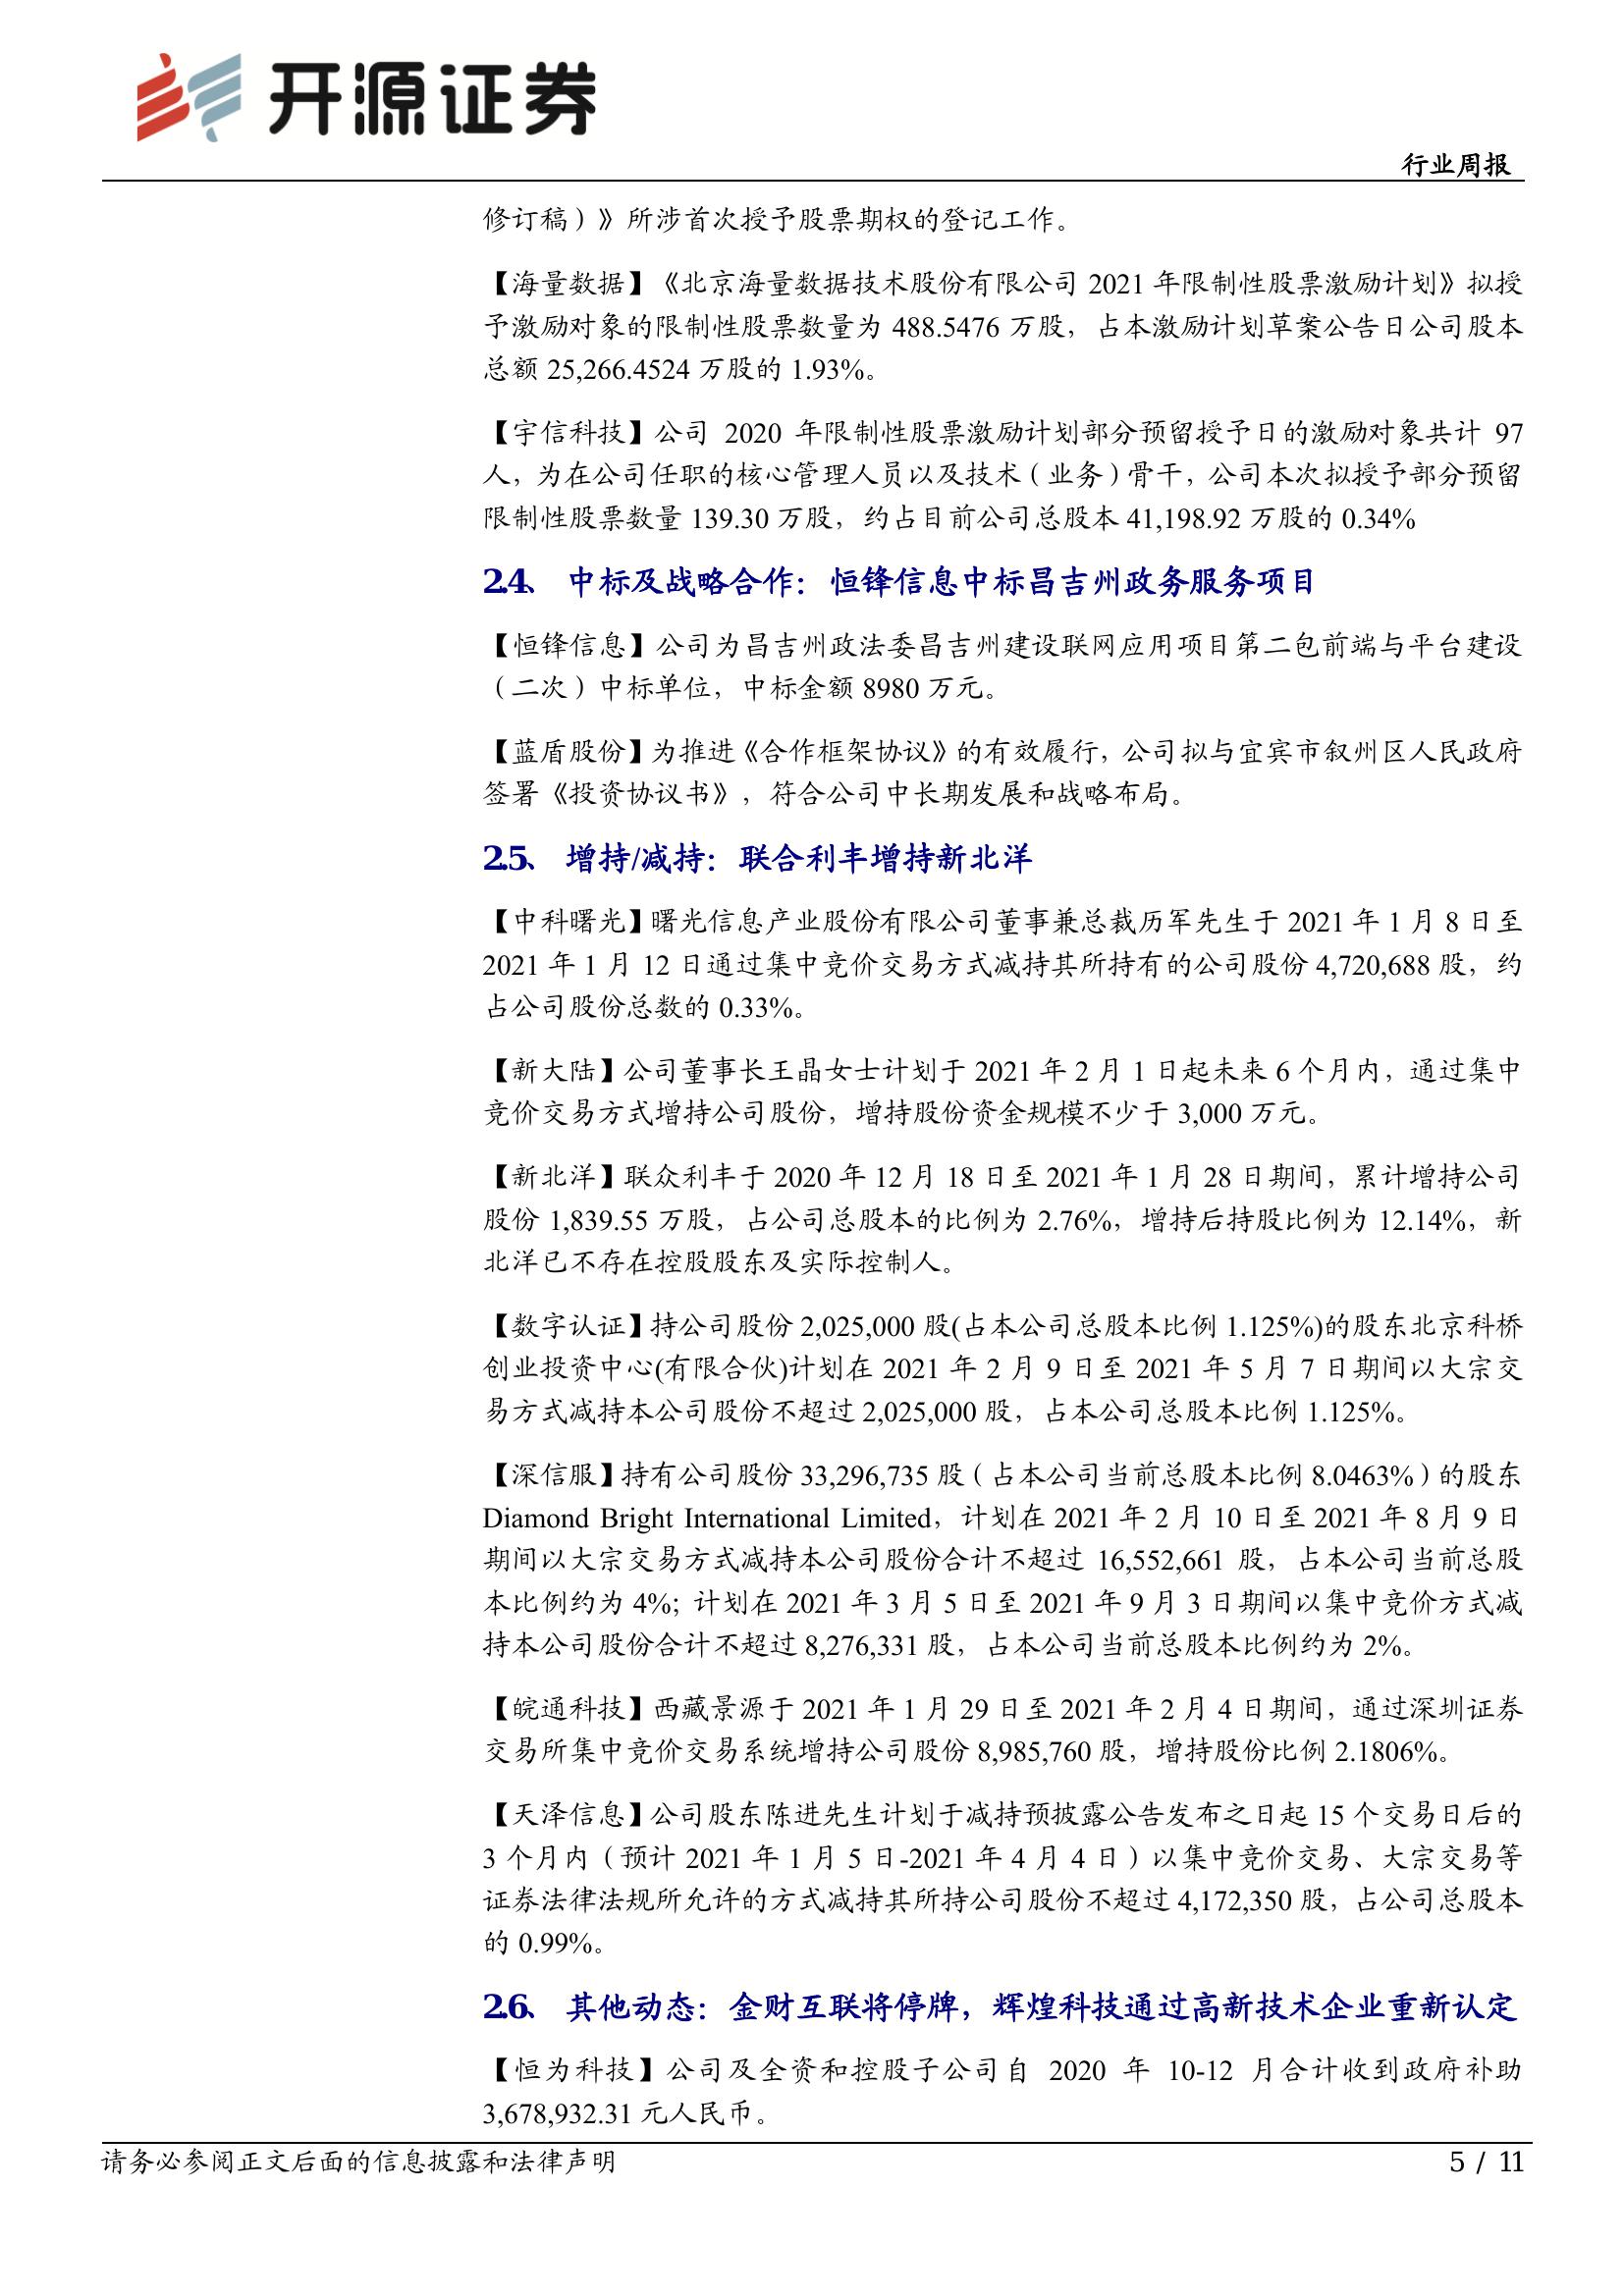 开源证券
行业周报
修订稿）》所涉首次授予股票期权的登记工作。
【海量数据】《北京海量数据技术股份有限公司 2021 年限制性股票激励计划》拟授
予激励对象的限制性股票数量为 488.5476 万股，占本激励计划草案公告日公司股本
总额 25,266.4524 万股的 1.93%。
【宇信科技】公司 2020 年限制性股票激励计划部分预留授予日的激励对象共计 97
人，为在公司任职的核心管理人员以及技术（业务）骨干，公司本次拟授予部分预留
限制性股票数量 139.30 万股，约占目前公司总股本 41,198.92 万股的 0.34%
2.4、 中标及战略合作：恒锋信息中标昌吉州政务服务项目
【恒锋信息】公司为昌吉州政法委昌吉州建设联网应用项目第二包前端与平台建设
（二次）中标单位，中标金额 8980 万元。
【蓝盾股份】为推进《合作框架协议》的有效履行，公司拟与宜宾市叙州区人民政府
签署《投资协议书》，符合公司中长期发展和战略布局。
2.5、 增持/减持：联合利丰增持新北洋
【中科曙光】曙光信息产业股份有限公司董事兼总裁历军先生于 2021 年 1 月 8 日至
2021 年 1 月 12 日通过集中竞价交易方式减持其所持有的公司股份 4,720,688 股，约
占公司股份总数的 0.33%。
【新大陆】公司董事长王晶女士计划于 2021 年 2 月 1 日起未来 6 个月内，通过集中
竞价交易方式增持公司股份，增持股份资金规模不少于 3,000 万元。
【新北洋】联众利丰于 2020 年 12 月 18 日至 2021 年 1 月 28 日期间，累计增持公司
股份 1,839.55 万股，占公司总股本的比例为 2.76%，增持后持股比例为 12.14%，新
北洋已不存在控股股东及实际控制人。
【数字认证】持公司股份 2,025,000 股(占本公司总股本比例 1.125%)的股东北京科桥
创业投资中心(有限合伙)计划在 2021 年 2 月 9 日至 2021 年 5 月 7 日期间以大宗交
易方式减持本公司股份不超过 2,025,000 股，占本公司总股本比例 1.125%。
【深信服】持有公司股份 33,296,735 股（占本公司当前总股本比例 8.0463%）的股东
Diamond Bright International Limited，计划在 2021 年 2 月 10 日至 2021 年 8 月 9 日
期间以大宗交易方式减持本公司股份合计不超过 16,552,661 股，占本公司当前总股
本比例约为 4%; 计划在 2021 年 3 月 5 日至 2021 年 9 月 3 日期间以集中竞价方式减
持本公司股份合计不超过 8,276,331 股，占本公司当前总股本比例约为 2%。
【皖通科技】西藏景源于 2021 年 1 月 29 日至 2021 年 2 月 4 日期间，通过深圳证券
交易所集中竞价交易系统增持公司股份 8,985,760 股，增持股份比例 2.1806%。
【天泽信息】公司股东陈进先生计划于减持预披露公告发布之日起 15 个交易日后的
3 个月内（预计 2021 年 1 月 5 日-2021 年 4 月 4 日）以集中竞价交易、大宗交易等
证券法律法规所允许的方式减持其所持公司股份不超过 4,172,350 股，占公司总股本
的 0.99%。
2.6、 其他动态：金财互联将停牌，辉煌科技通过高新技术企业重新认定
【恒为科技】公司及全资和控股子公司自 2020 年 10-12 月合计收到政府补助
3,678,932.31 元人民币。
请务必参阅正文后面的信息披露和法律声明
5 / 11